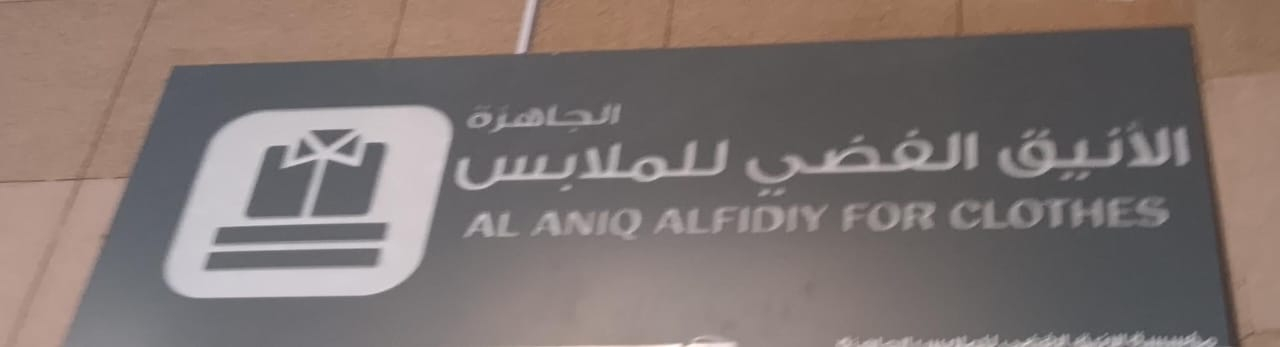 الجاهزة
الأنيق الفضي للملابس
AL ANIQ ALFIDIY FOR CLOTHES